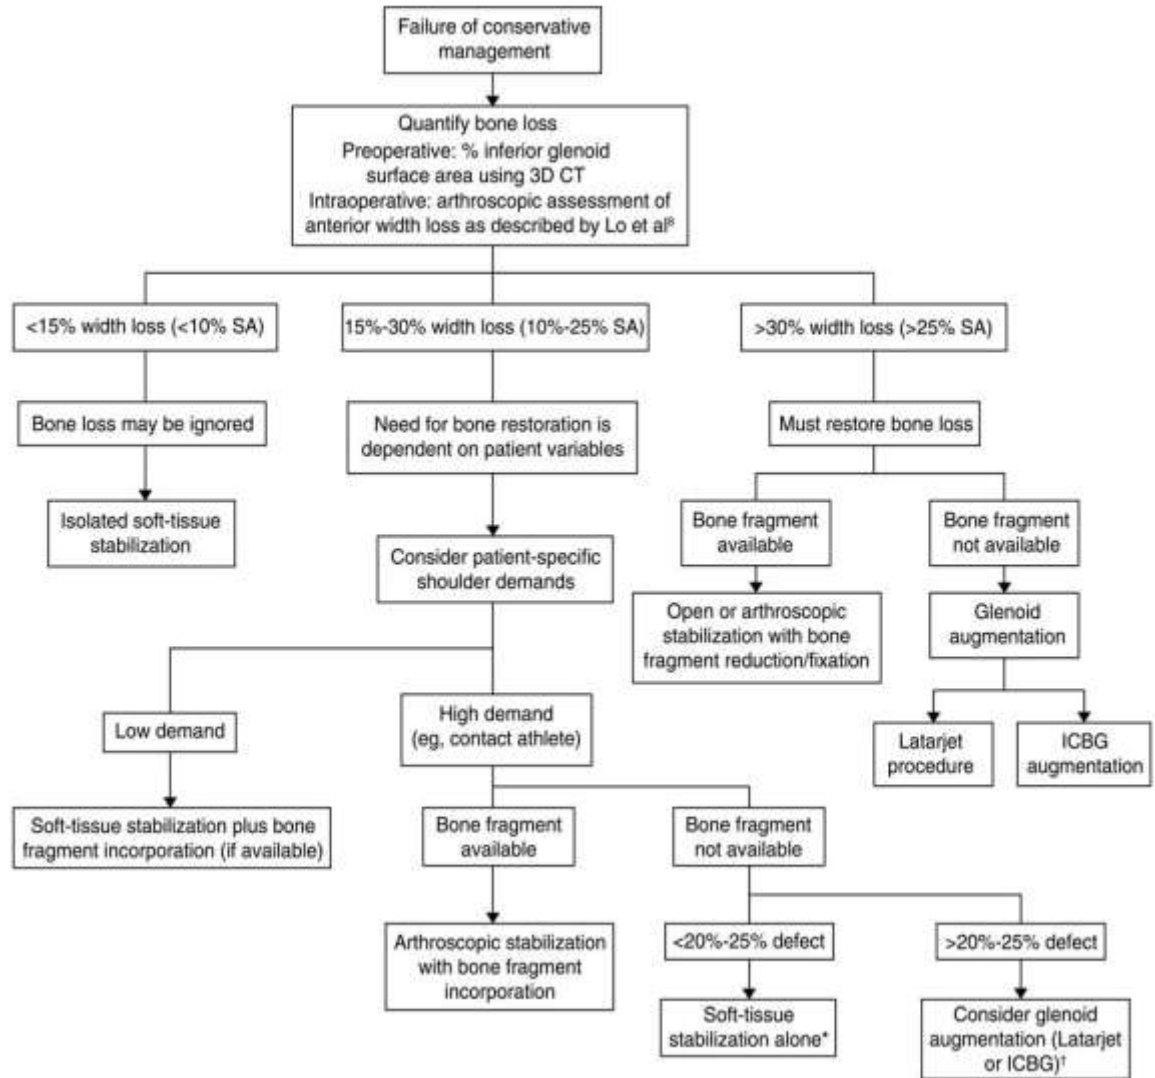 Failure of conservative
management
Quantify bone loss
Preoperative: % inferior glenoid
surface area using 3D CT
Intraoperative: arthroscopic assessment of
anterior width loss as described by Lo et al⁸
<15% width loss (<10% SA)
15%-30% width loss (10%-25% SA)
>30% width loss (>25% SA)
Bone loss may be ignored
Need for bone restoration is
dependent on patient variables
Must restore bone loss
Isolated soft-tissue
stabilization
Consider patient-specific
shoulder demands
Bone fragment
available
Bone fragment
not available
Open or arthroscopic
stabilization with bone
fragment reduction/fixation
Glenoid
augmentation
Low demand
High demand
(eg, contact athlete)
Latarjet
procedure
ICBG
augmentation
Soft-tissue stabilization plus bone
fragment incorporation (if available)
Bone fragment
available
Bone fragment
not available
Arthroscopic stabilization
with bone fragment
incorporation
<20%-25% defect
>20%-25% defect
Soft-tissue
stabilization alone*
Consider glenoid
augmentation (Latarjet
or ICBG)†